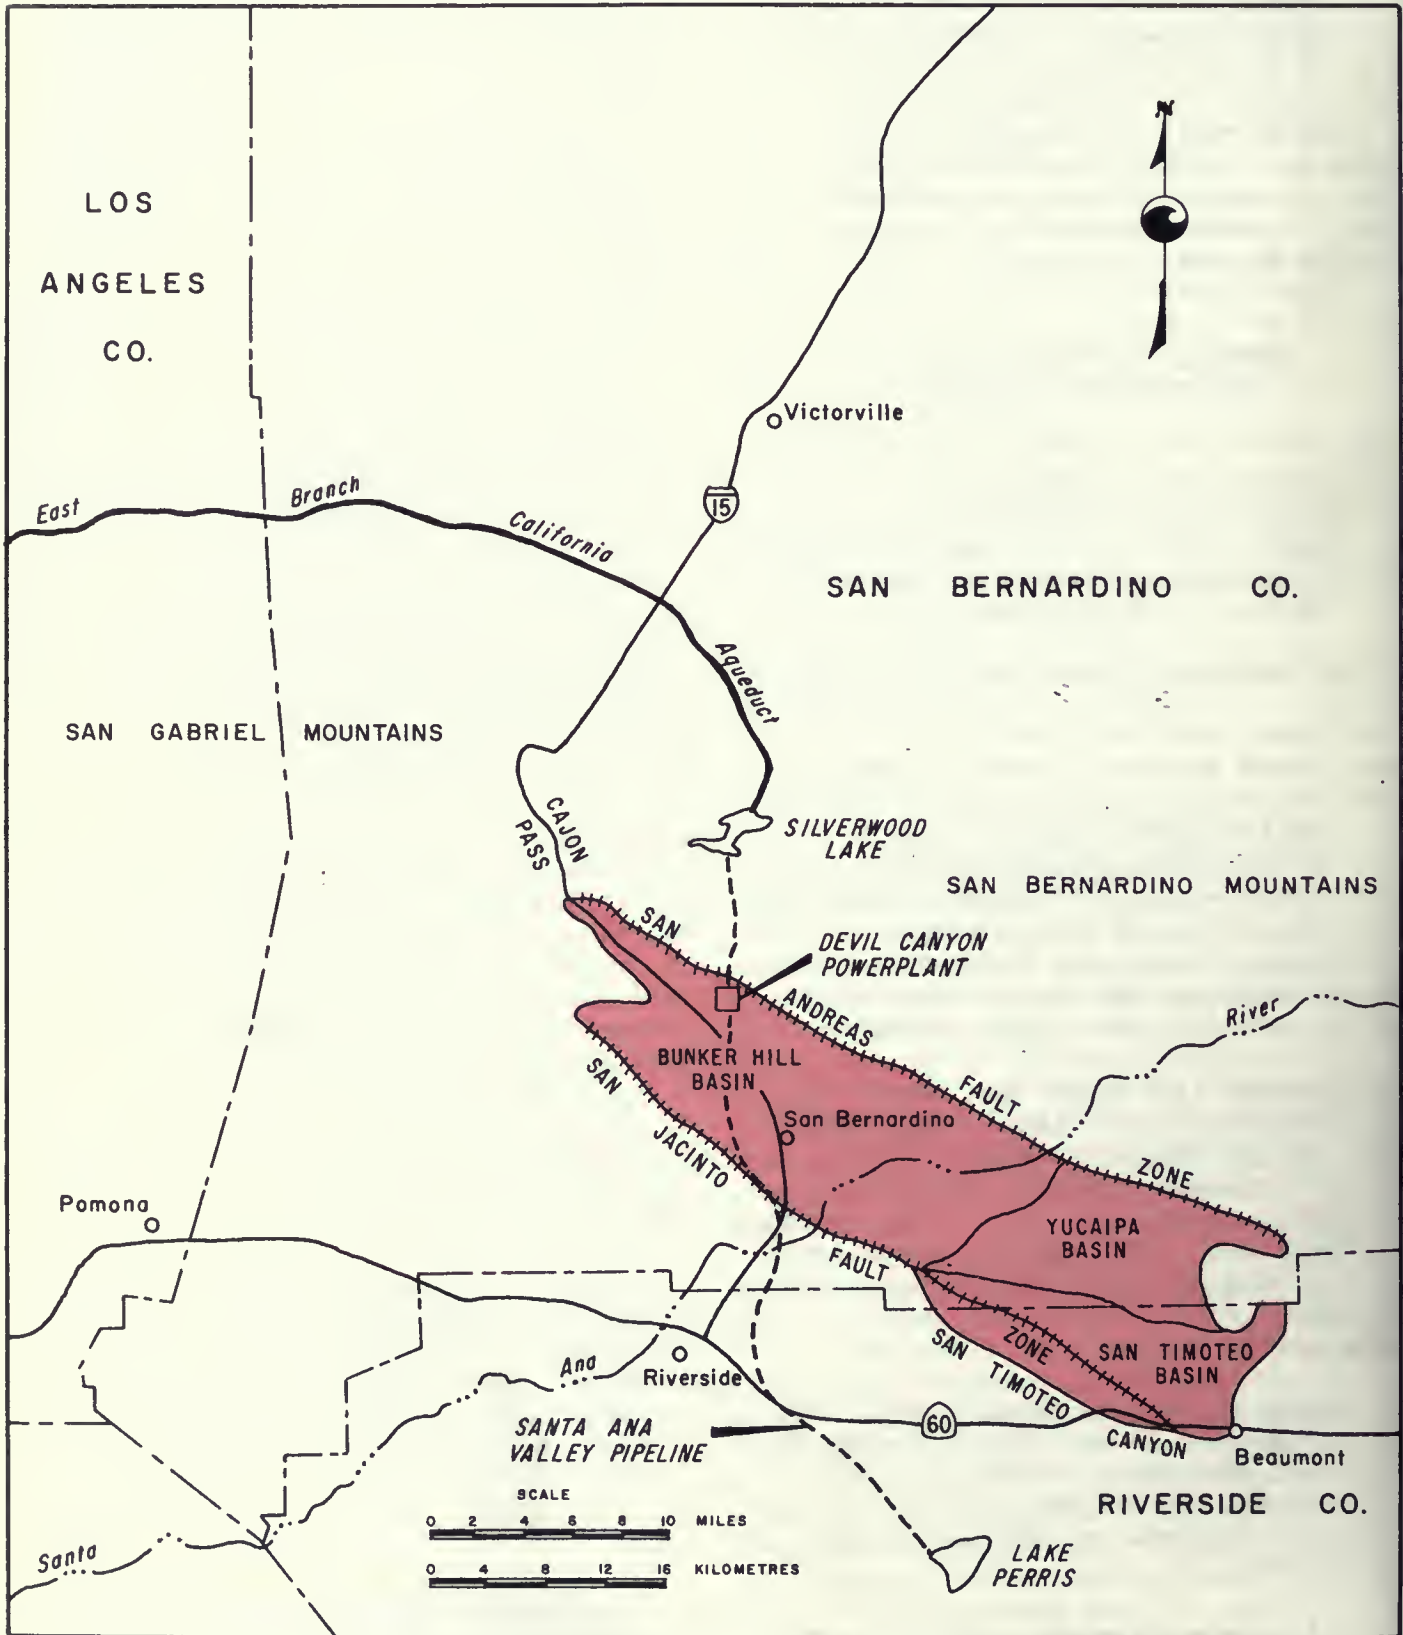 N
LOS
ANGELES
CO.
Victorville
15
East Branch California Aqueduct
SAN BERNARDINO CO.
SAN GABRIEL MOUNTAINS
CAJON
PASS
SILVERWOOD
LAKE
SAN BERNARDINO MOUNTAINS
DEVIL CANYON
POWERPLANT
SAN ANDREAS FAULT ZONE
BUNKER HILL
BASIN
San Bernardino
SAN JACINTO FAULT ZONE
YUCAIPA
BASIN
Pomona
Santa Ana River
Riverside
SAN TIMOTEO
BASIN
SAN TIMOTEO CANYON
60
SANTA ANA
VALLEY PIPELINE
Beaumont
RIVERSIDE CO.
SCALE
0 2 4 6 8 10 MILES
0 4 8 12 16 KILOMETRES
LAKE
PERRIS